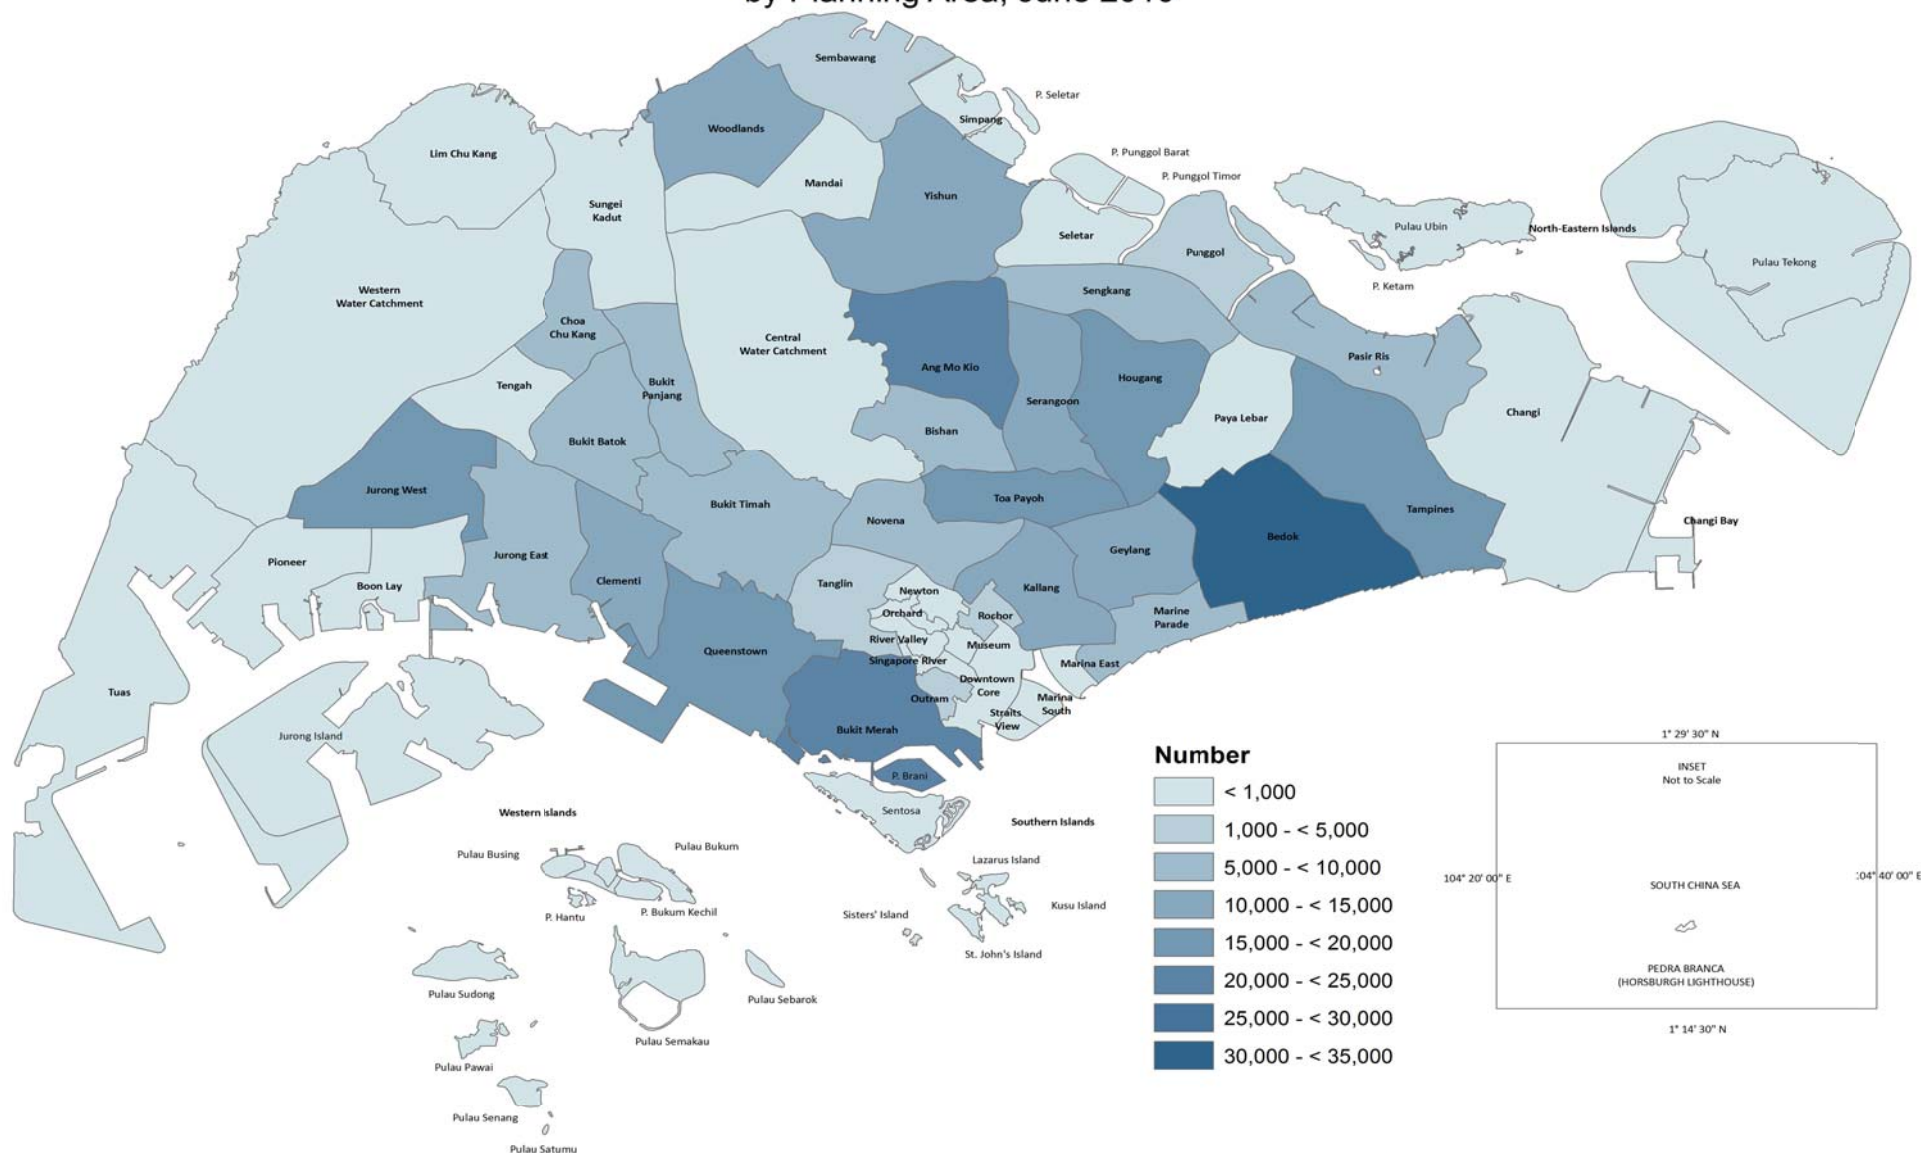 by Planning Area, June 2010
Sembawang
P. Seletar
Simpang
Woodlands
Lim Chu Kang
P. Punggol Barat
P. Punggol Timor
Mandai
Yishun
Sungei
Kadut
Seletar
Punggol
Pulau Ubin
North-Eastern Islands
Pulau Tekong
P. Ketam
Western
Water Catchment
Sengkang
Choa
Chu Kang
Central
Water Catchment
Pasir Ris
Ang Mo Kio
Hougang
Tengah
Bukit
Panjang
Serangoon
Paya Lebar
Changi
Bishan
Bukit Batok
Jurong West
Toa Payoh
Bukit Timah
Tampines
Novena
Changi Bay
Bedok
Geylang
Jurong East
Pioneer
Boon Lay
Clementi
Tanglin
Newton
Kallang
Orchard
Rochor
Marine
Parade
River Valley
Museum
Queenstown
Singapore River
Marina East
Downtown
Core
Tuas
Outram
Marina
South
Straits
View
Bukit Merah
Jurong Island
P. Brani
Sentosa
Western Islands
Southern Islands
Pulau Busing
Pulau Bukum
Lazarus Island
P. Hantu
P. Bukum Kechil
Sisters' Island
Kusu Island
St. John's Island
Pulau Sudong
Pulau Sebarok
Pulau Semakau
Pulau Pawai
Pulau Senang
Pulau Satumu
Number
< 1,000
1,000 - < 5,000
5,000 - < 10,000
10,000 - < 15,000
15,000 - < 20,000
20,000 - < 25,000
25,000 - < 30,000
30,000 - < 35,000
1° 29' 30" N
INSET
Not to Scale
104° 20' 00" E
:04° 40' 00" E
SOUTH CHINA SEA
PEDRA BRANCA
(HORSBURGH LIGHTHOUSE)
1° 14' 30" N